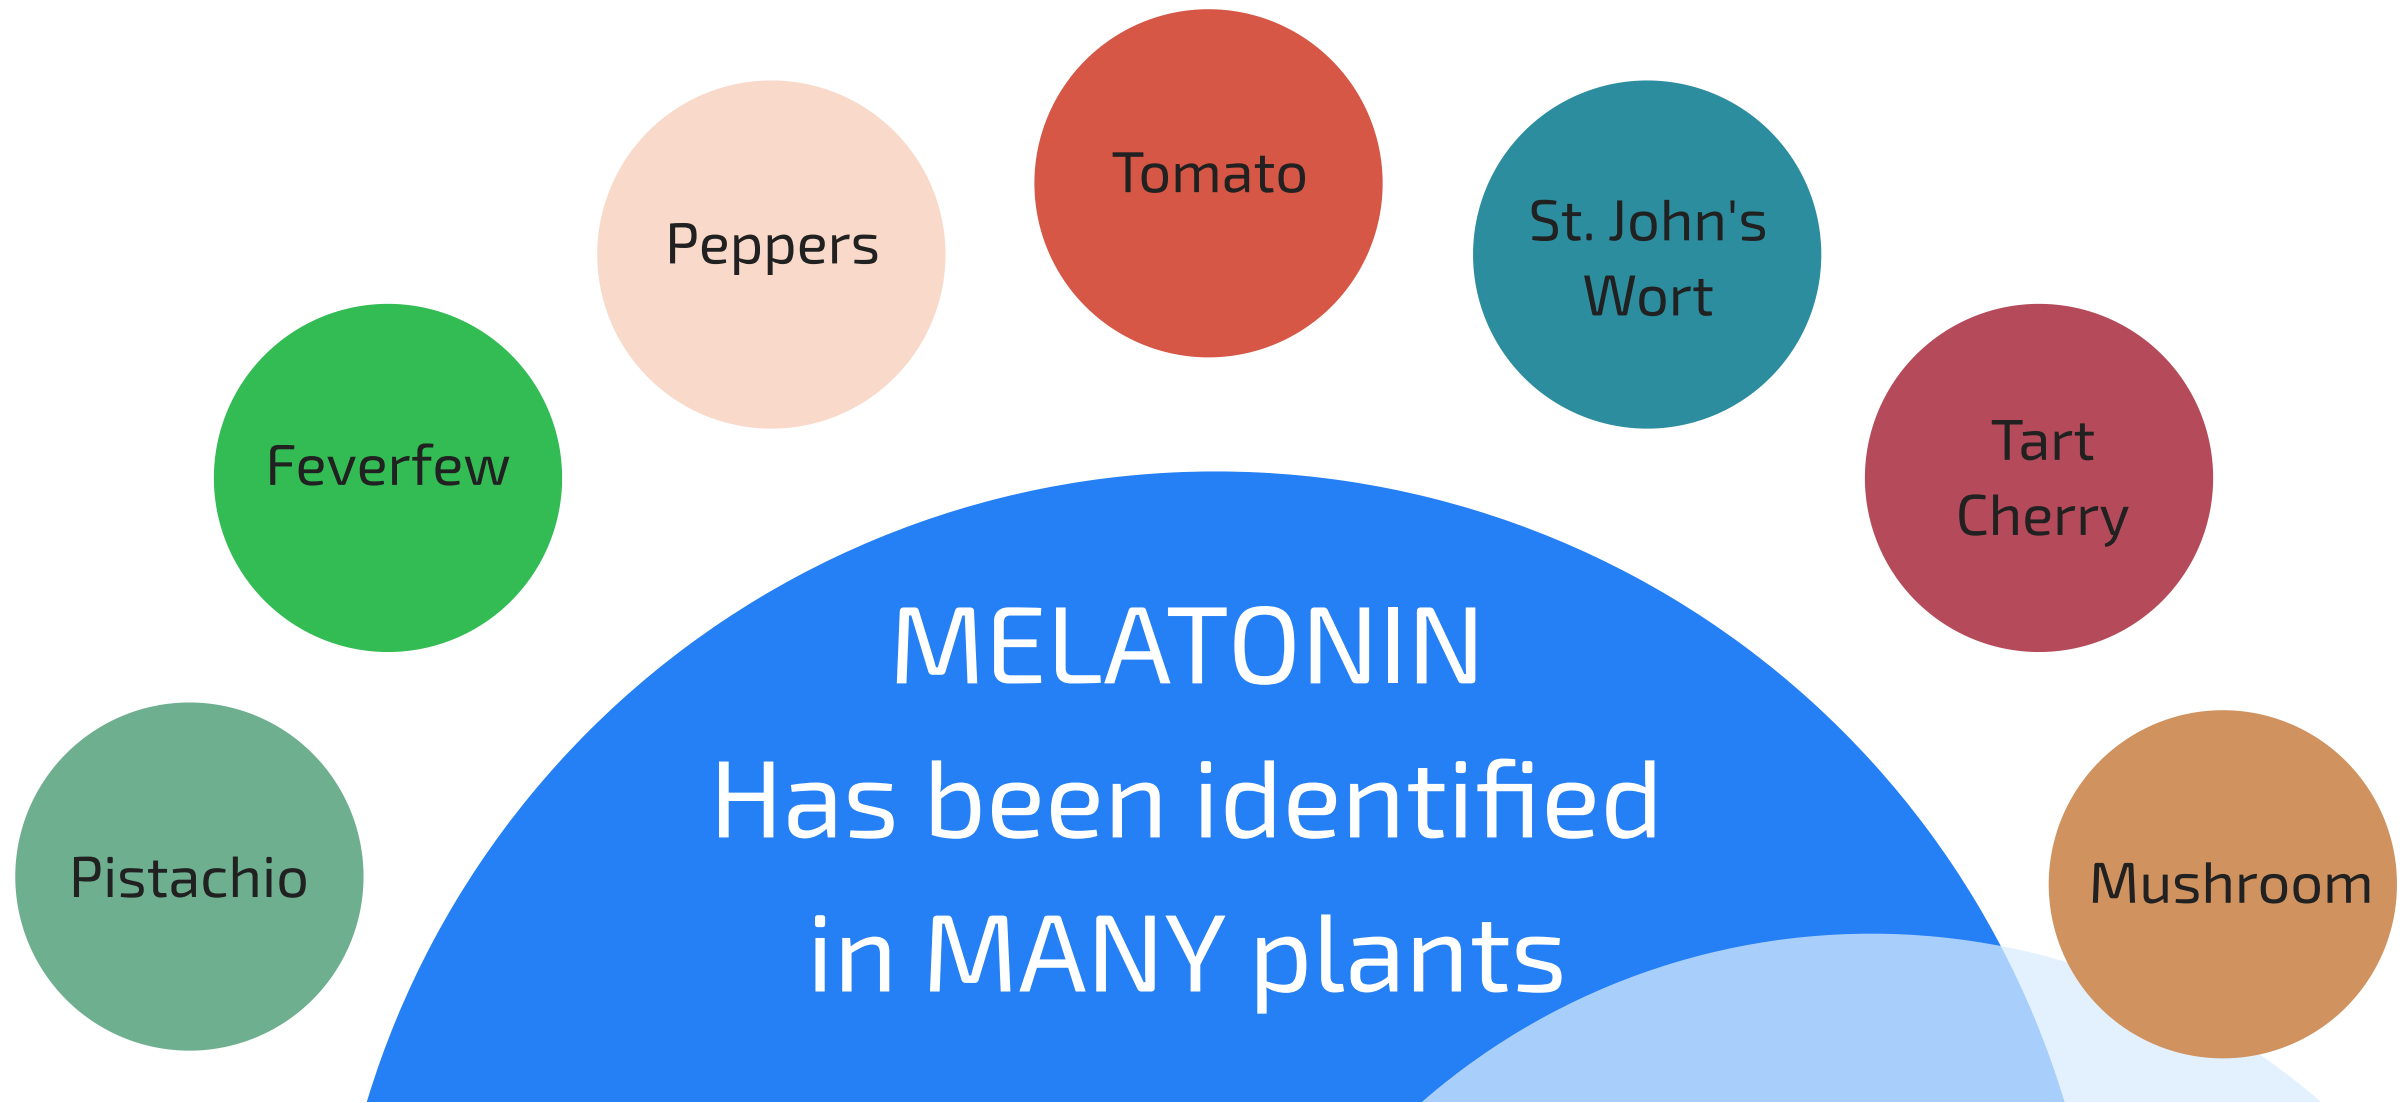 Tomato
Peppers
St. John's
Wort
Feverfew
Tart
Cherry
Pistachio
Mushroom
MELATONIN
Has been identified
in MANY plants